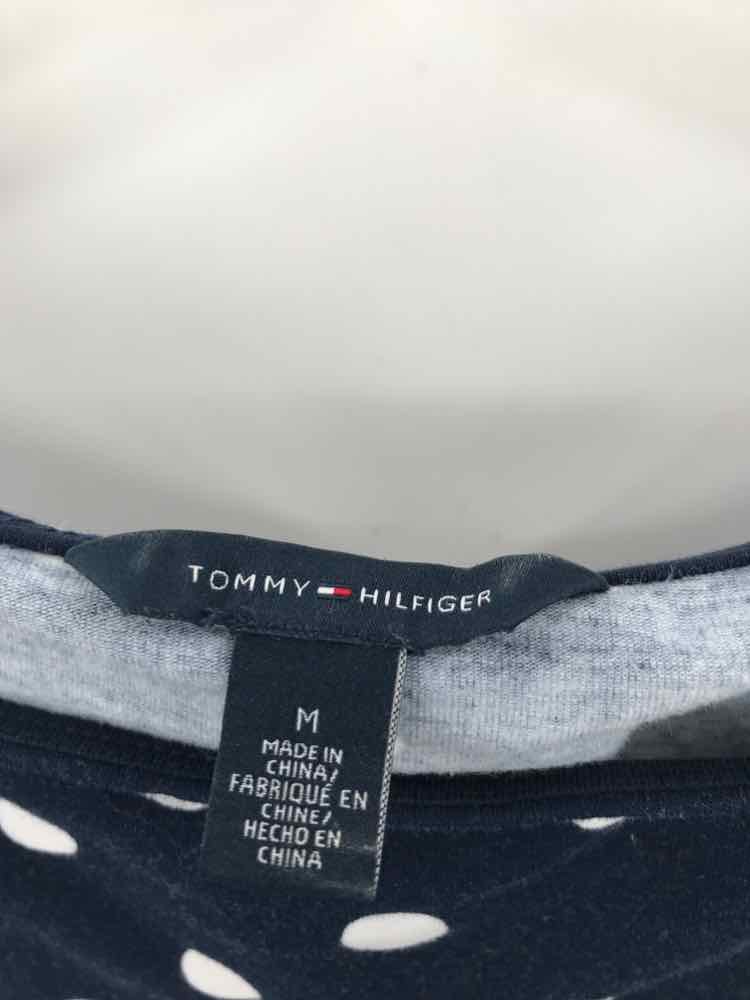 TOMMY HILFIGER
M
MADE IN
CHINA/
FABRIQUÉ EN
CHINE/
HECHO EN
CHINA